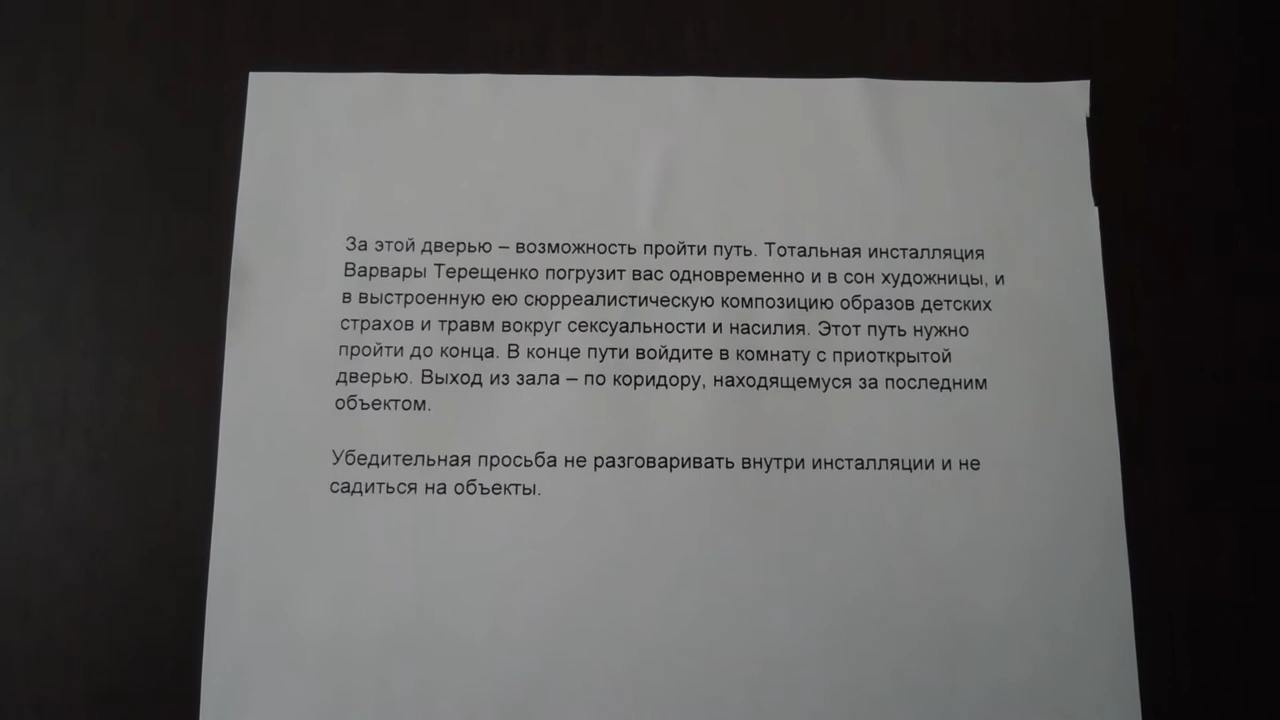 За этой дверью – возможность пройти путь. Тотальная инсталляция
Варвары Терещенко погрузит вас одновременно и в сон художницы, и
в выстроенную ею сюрреалистическую композицию образов детских
страхов и травм вокруг сексуальности и насилия. Этот путь нужно
пройти до конца. В конце пути войдите в комнату с приоткрытой
дверью. Выход из зала – по коридору, находящемуся за последним
объектом.
Убедительная просьба не разговаривать внутри инсталляции и не
садиться на объекты.